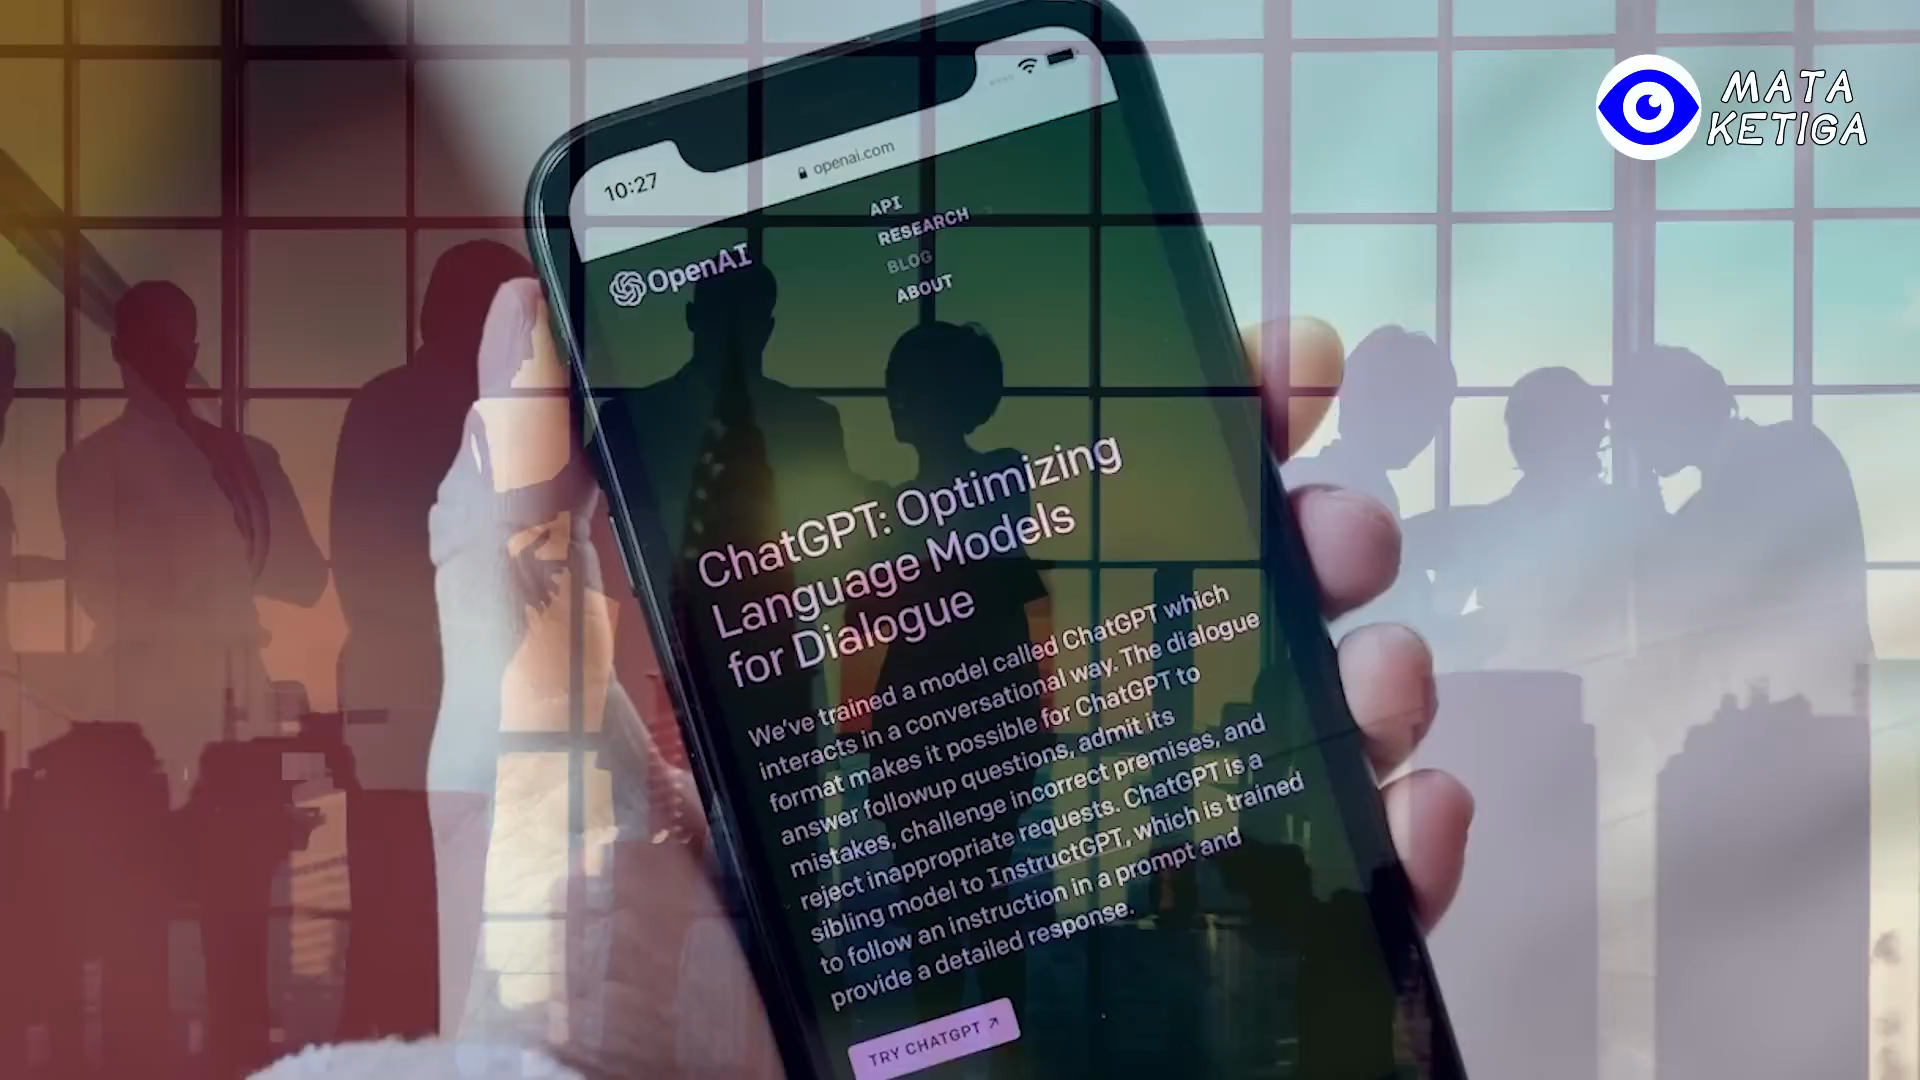 MATA
KETIGA
10:27
openai.com
OpenAI
API
RESEARCH
BLOG
ABOUT
ChatGPT: Optimizing
Language Models
for Dialogue
We've trained a model called ChatGPT which
interacts in a conversational way. The dialogue
format makes it possible for ChatGPT to
answer followup questions, admit its
mistakes, challenge incorrect premises, and
reject inappropriate requests. ChatGPT is a
sibling model to InstructGPT, which is trained
to follow an instruction in a prompt and
provide a detailed response.
TRY CHATGPT ↗